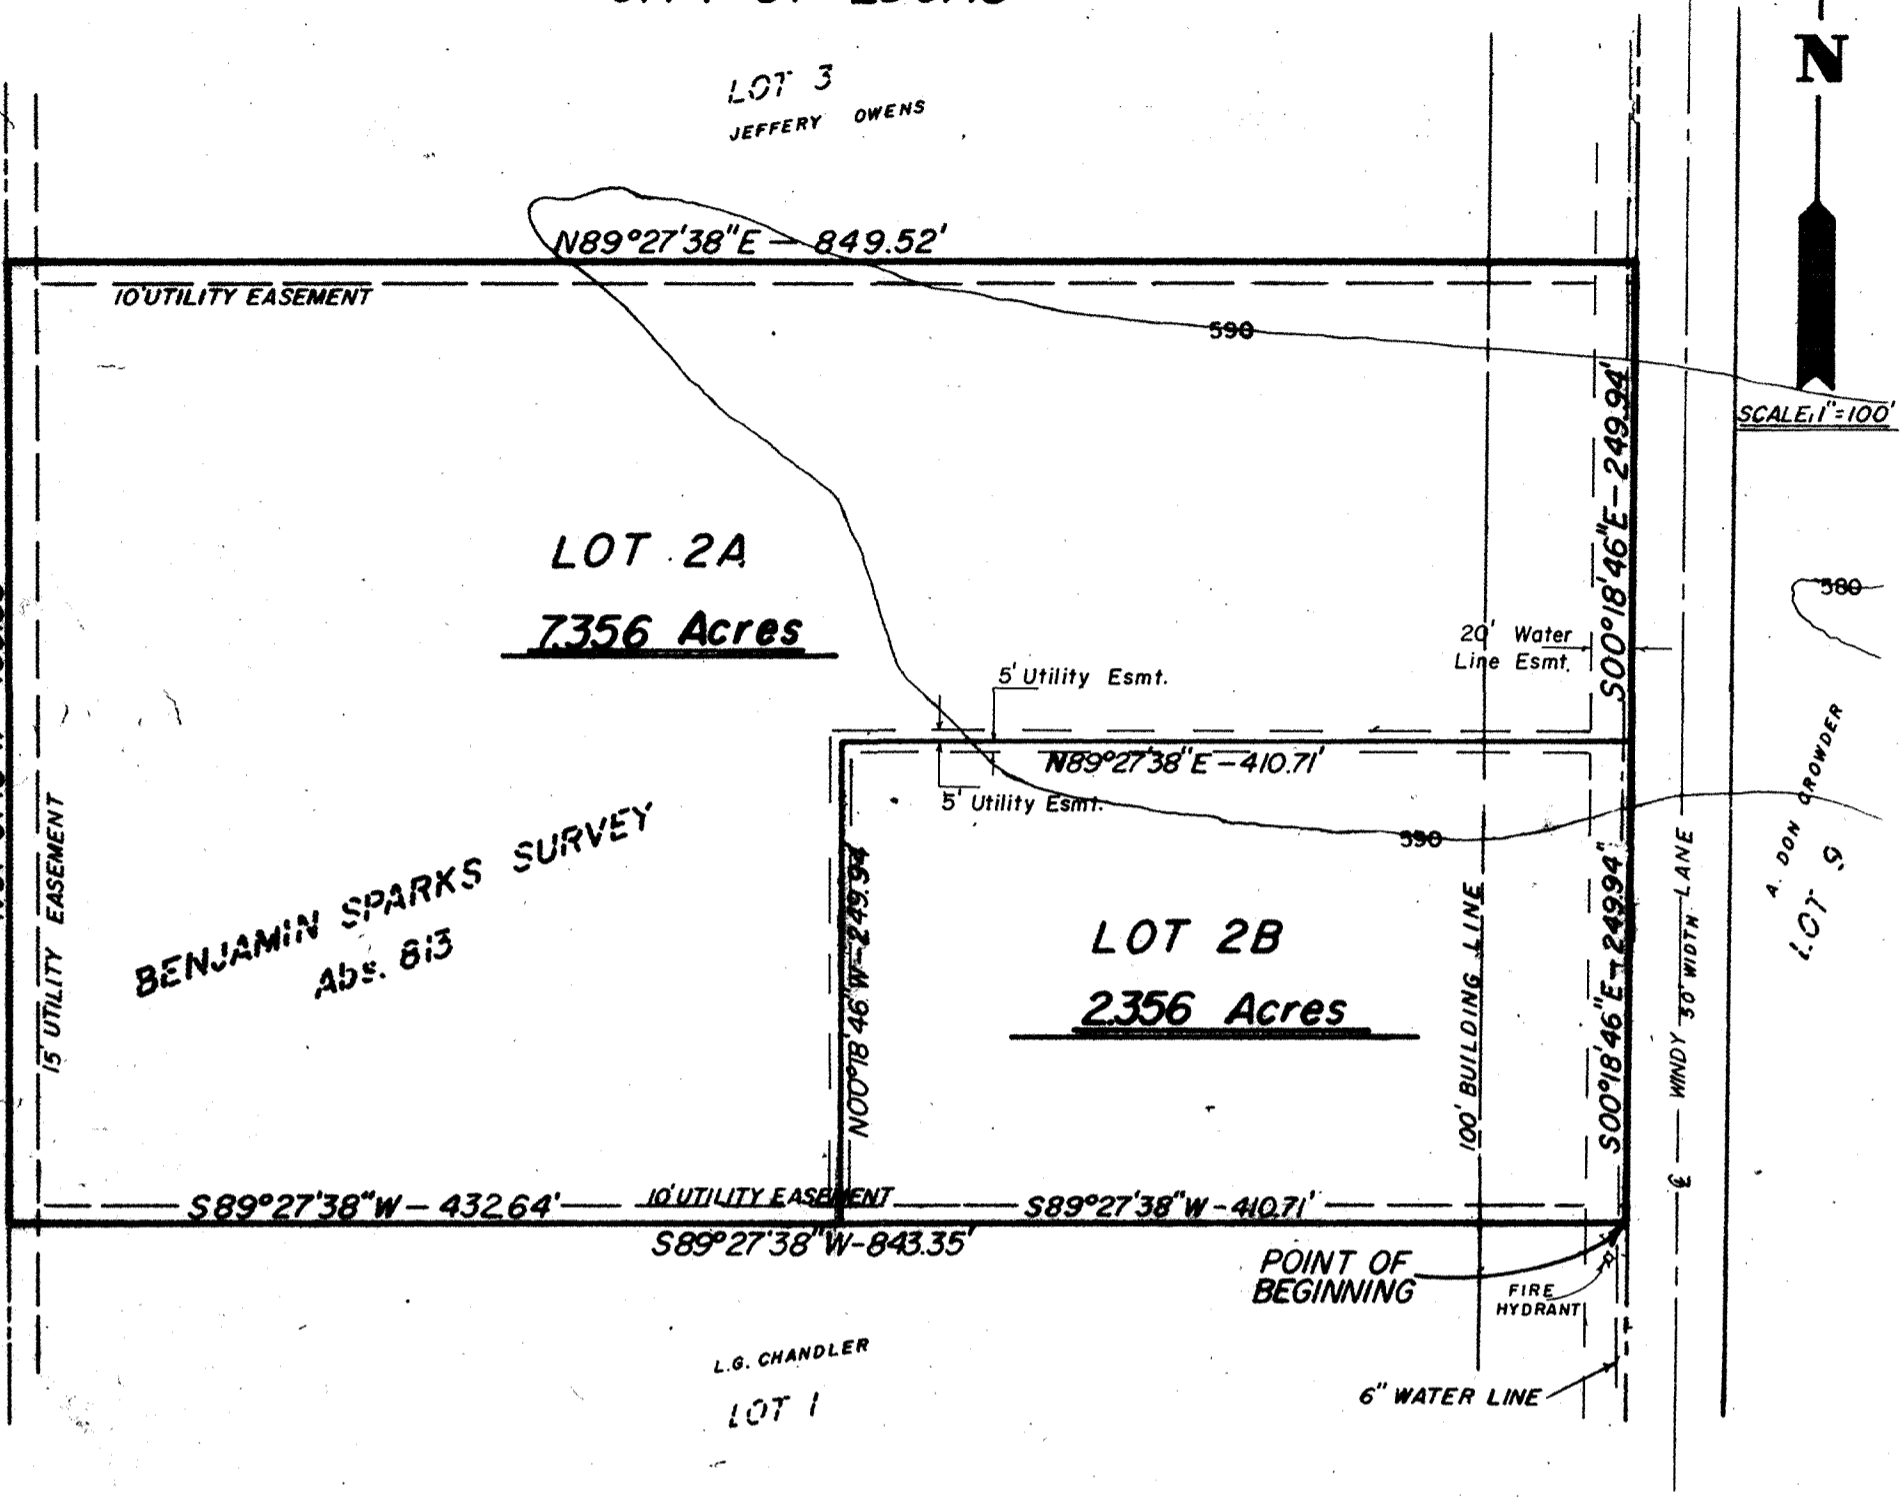 N
LOT 3
JEFFERY OWENS
N89°27'38"E — 849.52'
10' UTILITY EASEMENT
590
S00°18'46"E — 249.94'
SCALE: 1" = 100'
LOT 2A
7.356 Acres
580
20' Water
Line Esmt.
5' Utility Esmt.
N89°27'38"E — 410.71'
5' Utility Esmt.
590
15' UTILITY EASEMENT
BENJAMIN SPARKS SURVEY
Abs. 813
N00°18'46"W — 249.94
LOT 2B
2.356 Acres
100' BUILDING LINE
S00°18'46"E — 249.94"
WINDY LANE
50' WIDTH
A. DON CROWDER
LOT 9
S89°27'38"W — 432.64'
10' UTILITY EASEMENT
S89°27'38"W — 410.71'
S89°27'38"W — 843.35'
POINT OF
BEGINNING
FIRE
HYDRANT
L.G. CHANDLER
LOT 1
6" WATER LINE